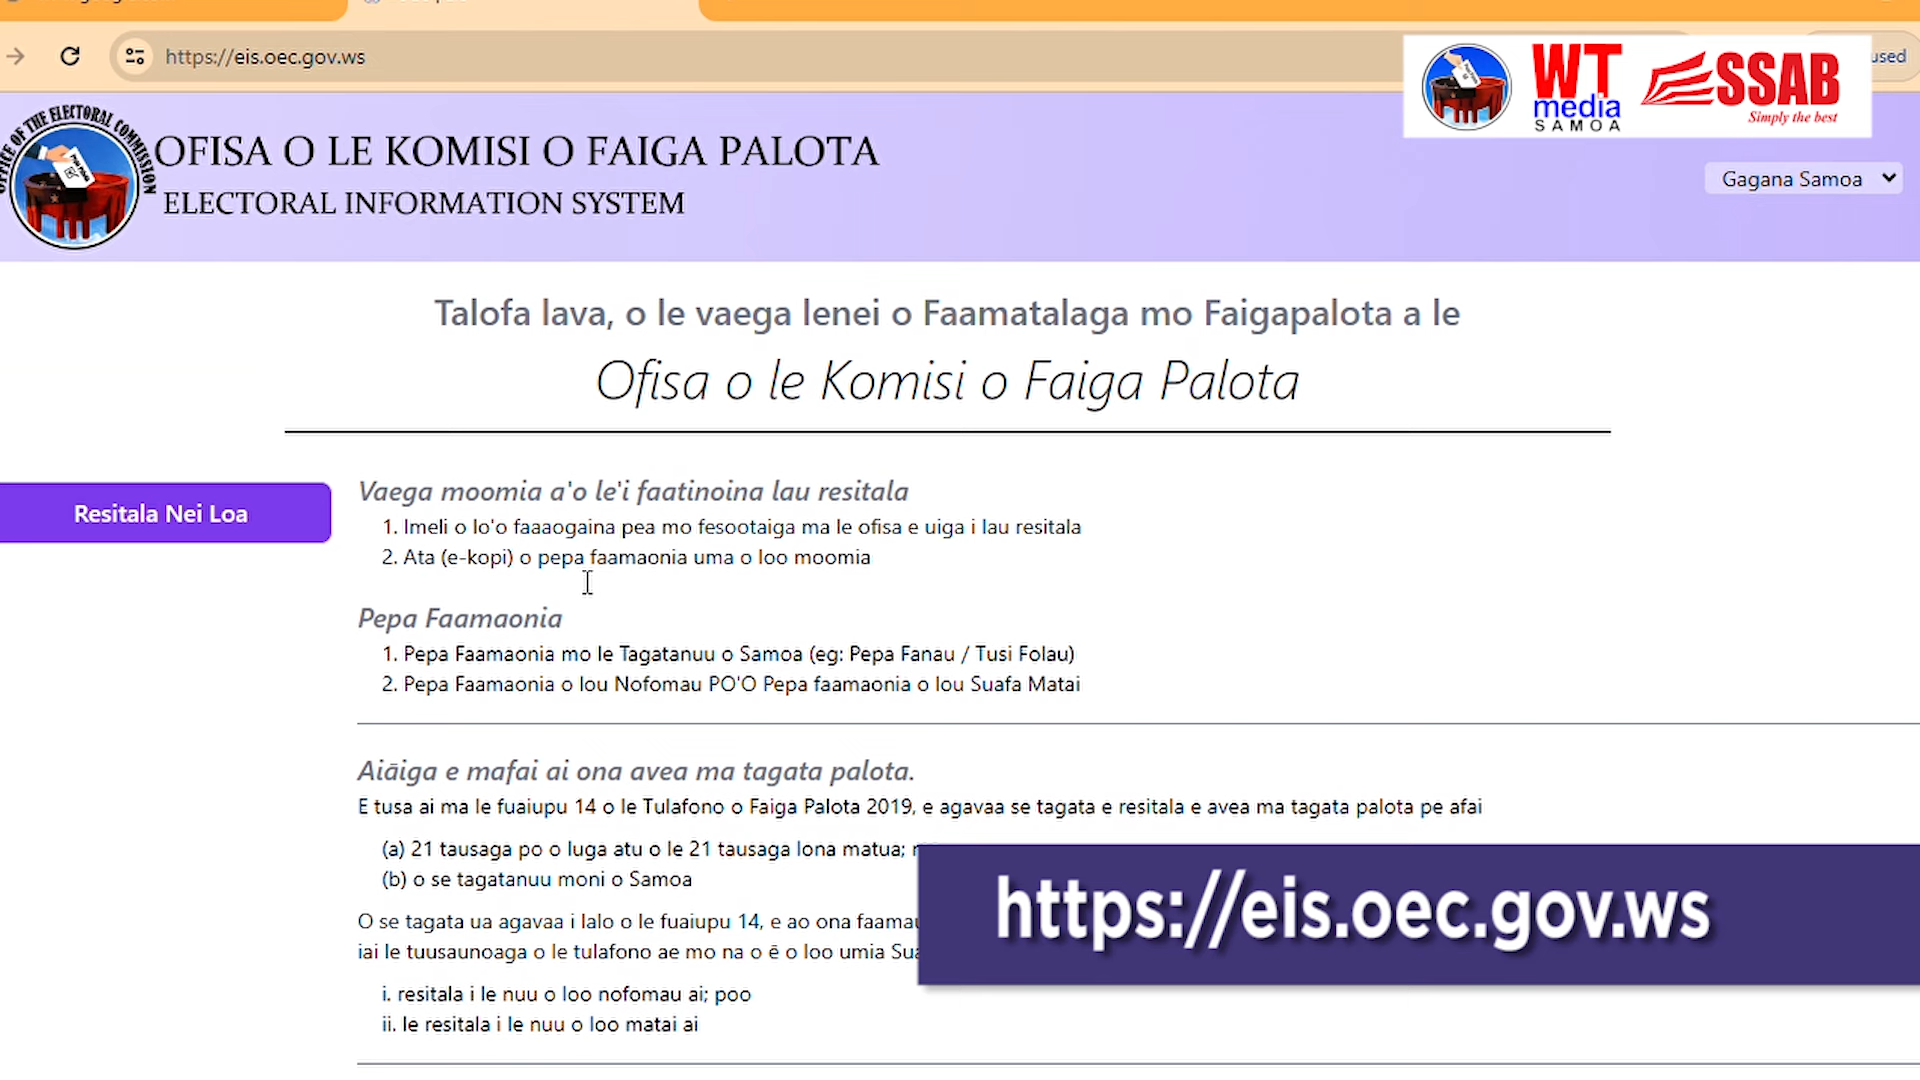 https://eis.oec.gov.ws
WT
media
SAMOA
SSAB
Simply the best
OFFICE OF THE ELECTORAL COMMISSION
OFISA O LE KOMISI O FAIGA PALOTA
ELECTORAL INFORMATION SYSTEM
Gagana Samoa
Talofa lava, o le vaega lenei o Faamatalaga mo Faigapalota a le
Ofisa o le Komisi o Faiga Palota
Resitala Nei Loa
Vaega moomia a'o le'i faatinoina lau resitala
1. Imeli o lo'o faaaogaina pea mo fesootaiga ma le ofisa e uiga i lau resitala
2. Ata (e-kopi) o pepa faamaonia uma o loo moomia
Pepa Faamaonia
1. Pepa Faamaonia mo le Tagatanuu o Samoa (eg: Pepa Fanau / Tusi Folau)
2. Pepa Faamaonia o lou Nofomau PO'O Pepa faamaonia o lou Suafa Matai
Aiāiga e mafai ai ona avea ma tagata palota.
E tusa ai ma le fuaiupu 14 o le Tulafono o Faiga Palota 2019, e agavaa se tagata e resitala e avea ma tagata palota pe afai
(a) 21 tausaga po o luga atu o le 21 tausaga lona matua;
(b) o se tagatanuu moni o Samoa
O se tagata ua agavaa i lalo o le fuaiupu 14, e ao ona
iai le tuusaunoaga o le tulafono ae mo na o ē o loo umia
i. resitala i le nuu o loo nofomau ai; poo
ii. le resitala i le nuu o loo matai ai
https://eis.oec.gov.ws